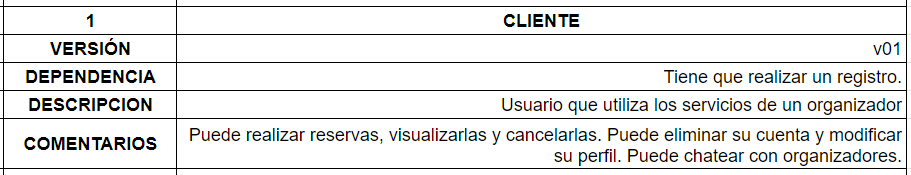 1 CLIENTE
VERSIÓN v01
DEPENDENCIA Tiene que realizar un registro.
DESCRIPCION Usuario que utiliza los servicios de un organizador
COMENTARIOS Puede realizar reservas, visualizarlas y cancelarlas. Puede eliminar su cuenta y modificar
su perfil. Puede chatear con organizadores.